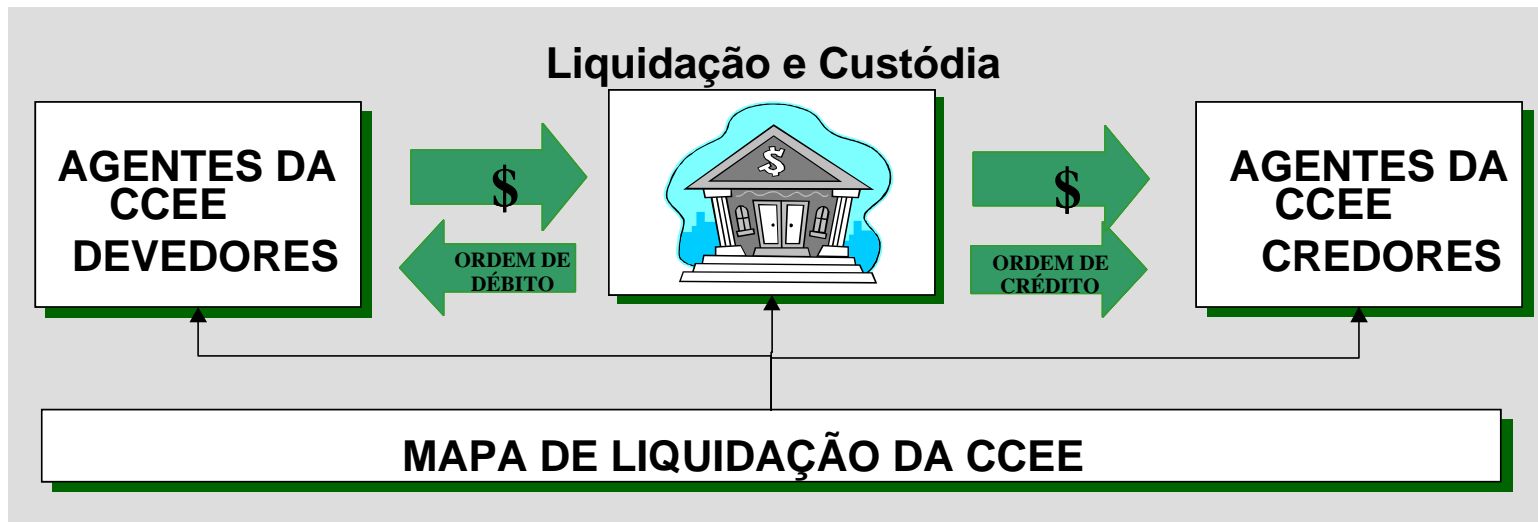 Liquidação e Custódia
AGENTES DA
CCEE
DEVEDORES
$
ORDEM DE
DÉBITO
$
$
ORDEM DE
CRÉDITO
AGENTES DA
CCEE
CREDORES
MAPA DE LIQUIDAÇÃO DA CCEE